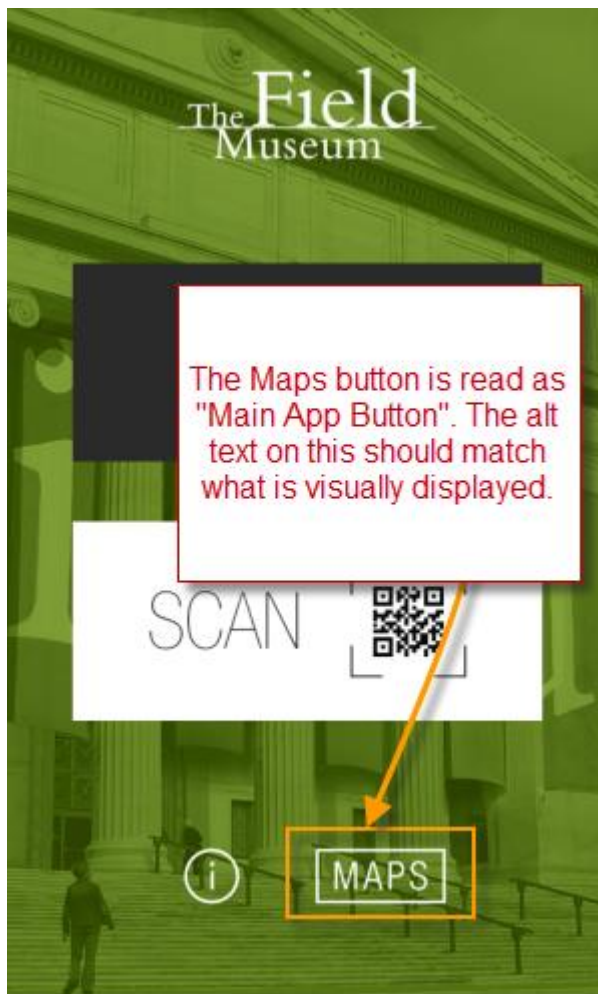 The Field
Museum
The Maps button is read as
"Main App Button". The alt
text on this should match
what is visually displayed.
SCAN
i
MAPS